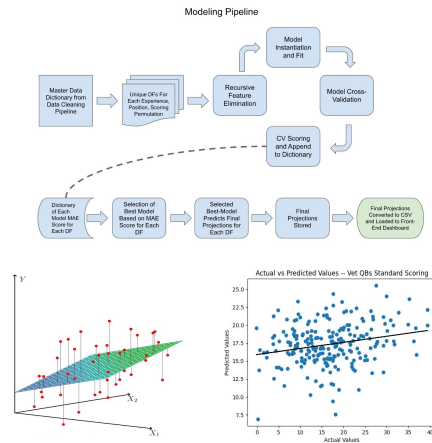 Modeling Pipeline
Model
Instantiation
and Fit
Master Data
Dictionary from
Data Cleaning
Pipeline
Unique DFs For
Each Experience,
Position, Scoring
Permutation
Recursive
Feature
Elimination
Model Cross-
Validation
CV Scoring
and Append
to Dictionary
Dictionary
of Each
Model MAE
Score for
Each DF
Selection of
Best Model
Based on MAE
Score for Each DF
Selected
Best-Model
Predicts Final
Projections for
Each DF
Final
Projections
Stored
Final Projections
Converted to CSV
and Loaded to Front-
End Dashboard
Y
X₂
X₁
Actual vs Predicted Values -- Vet QBs Standard Scoring
Predicted Values
25.0
22.5
20.0
17.5
15.0
12.5
10.0
7.5
0 5 10 15 20 25 30 35 40
Actual Values